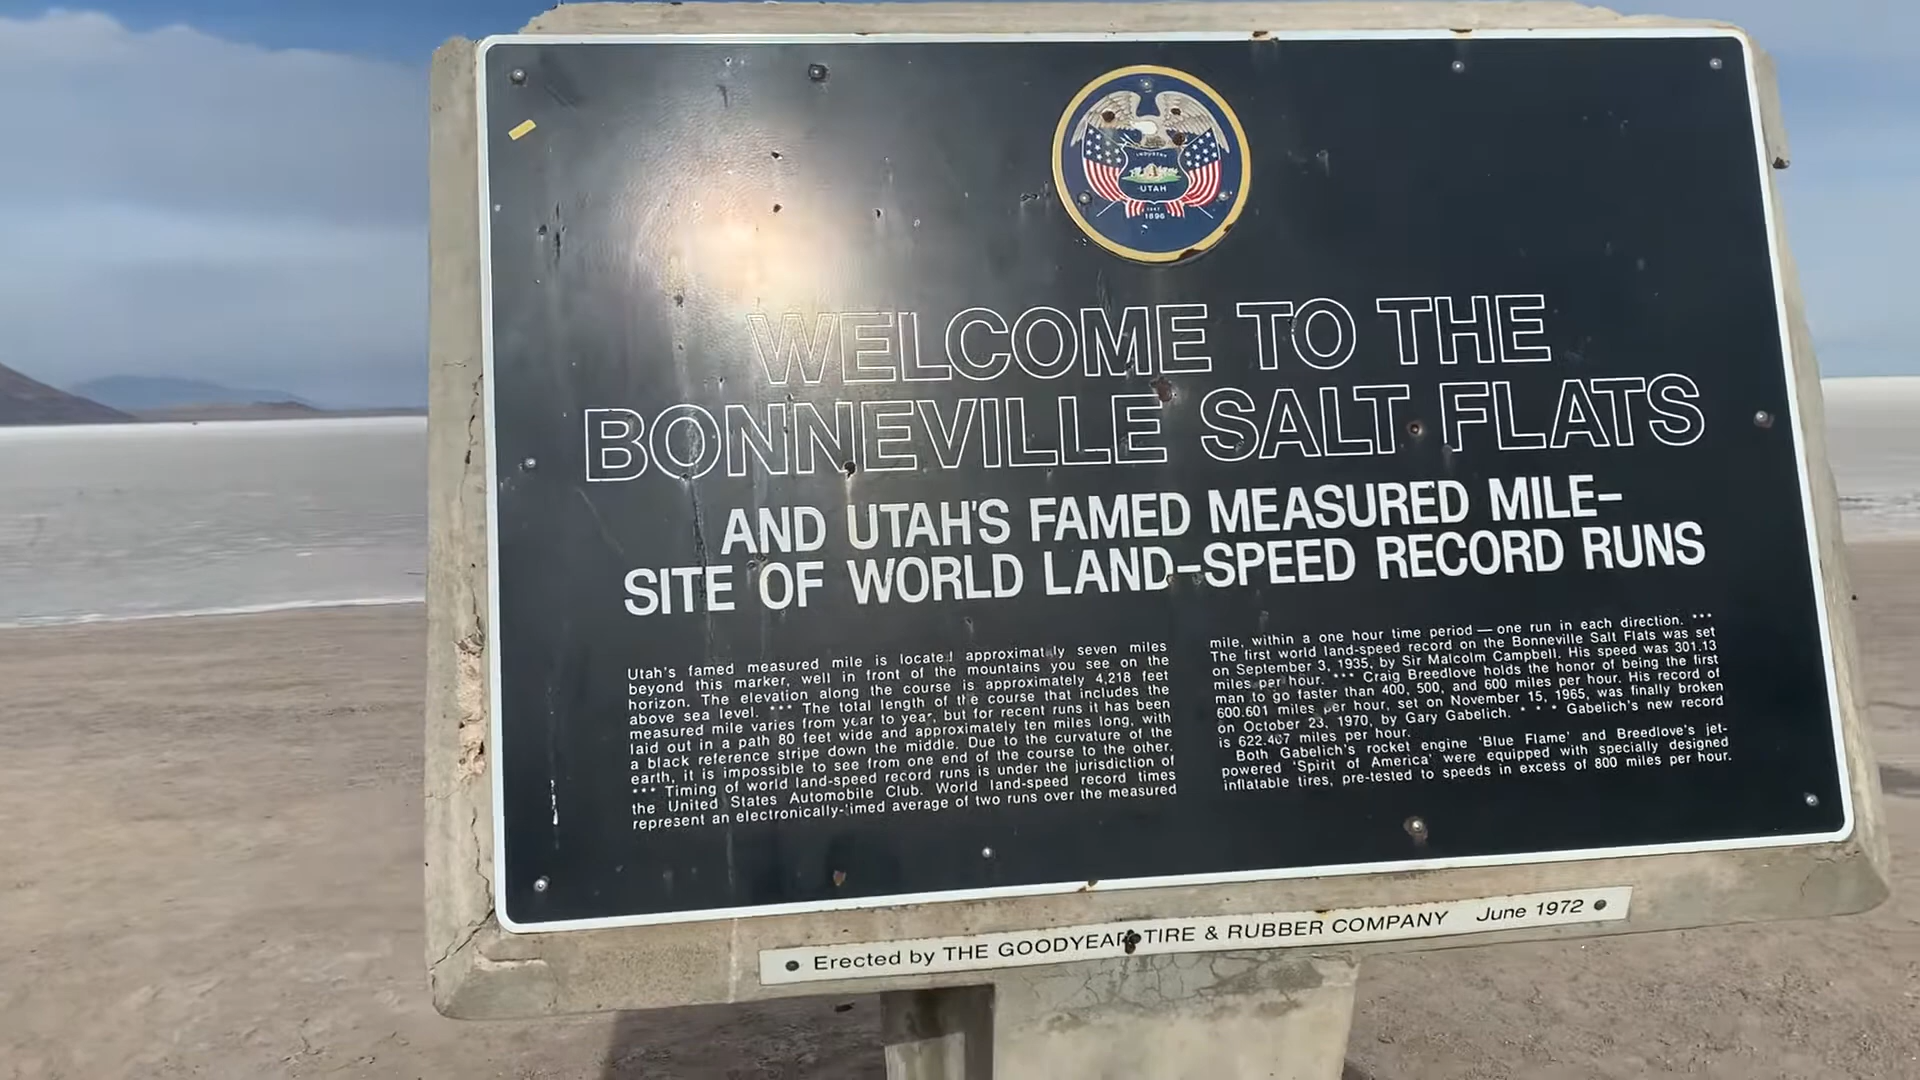 INDUSTRY
UTAH
1896
WELCOME TO THE
BONNEVILLE SALT FLATS
AND UTAH'S FAMED MEASURED MILE–
SITE OF WORLD LAND–SPEED RECORD RUNS
Utah's famed measured mile is located approximately seven miles
beyond this marker, well in front of the mountains you see on the
horizon. The elevation along the course is approximately 4,218 feet
above sea level. *** The total length of the course that includes the
measured mile varies from year to year, but for recent runs it has been
laid out in a path 80 feet wide and approximately ten miles long, with
a black reference stripe down the middle. Due to the curvature of the
earth, it is impossible to see from one end of the course to the other.
*** Timing of world land-speed record runs is under the jurisdiction of
the United States Automobile Club. World land-speed record times
represent an electronically-timed average of two runs over the measured
mile, within a one hour time period — one run in each direction. ***
The first world land-speed record on the Bonneville Salt Flats was set
on September 3, 1935, by Sir Malcolm Campbell. His speed was 301.13
miles per hour. *** Craig Breedlove holds the honor of being the first
man to go faster than 400, 500, and 600 miles per hour. His record of
600.601 miles per hour, set on November 15, 1965, was finally broken
on October 23, 1970, by Gary Gabelich. * * * Gabelich's new record
is 622.407 miles per hour.
Both Gabelich's rocket engine 'Blue Flame' and Breedlove's jet-
powered 'Spirit of America' were equipped with specially designed
inflatable tires, pre-tested to speeds in excess of 800 miles per hour.
Erected by THE GOODYEAR TIRE & RUBBER COMPANY June 1972